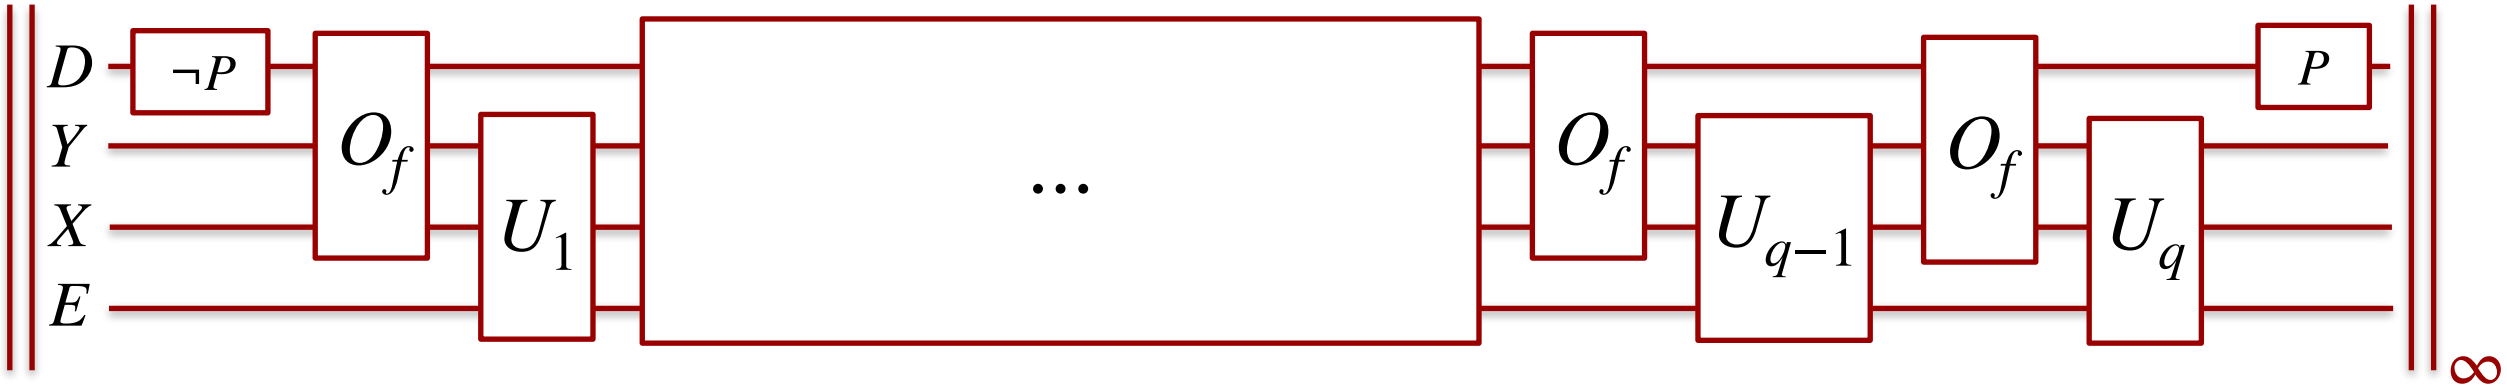 D ¬P P
Y O_f O_f O_f
X U_1 ... U_{q-1} U_q
E
∞